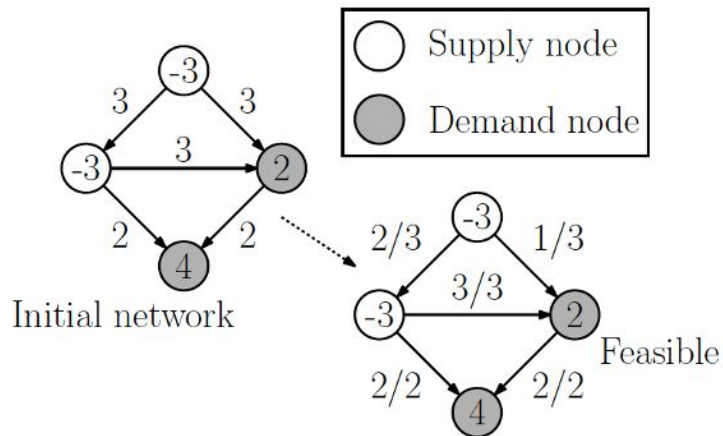 -3
Supply node
3 3
Demand node
-3 3 2
2 2
4
Initial network
-3
2/3 1/3
3/3
-3 2
Feasible
2/2 2/2
4